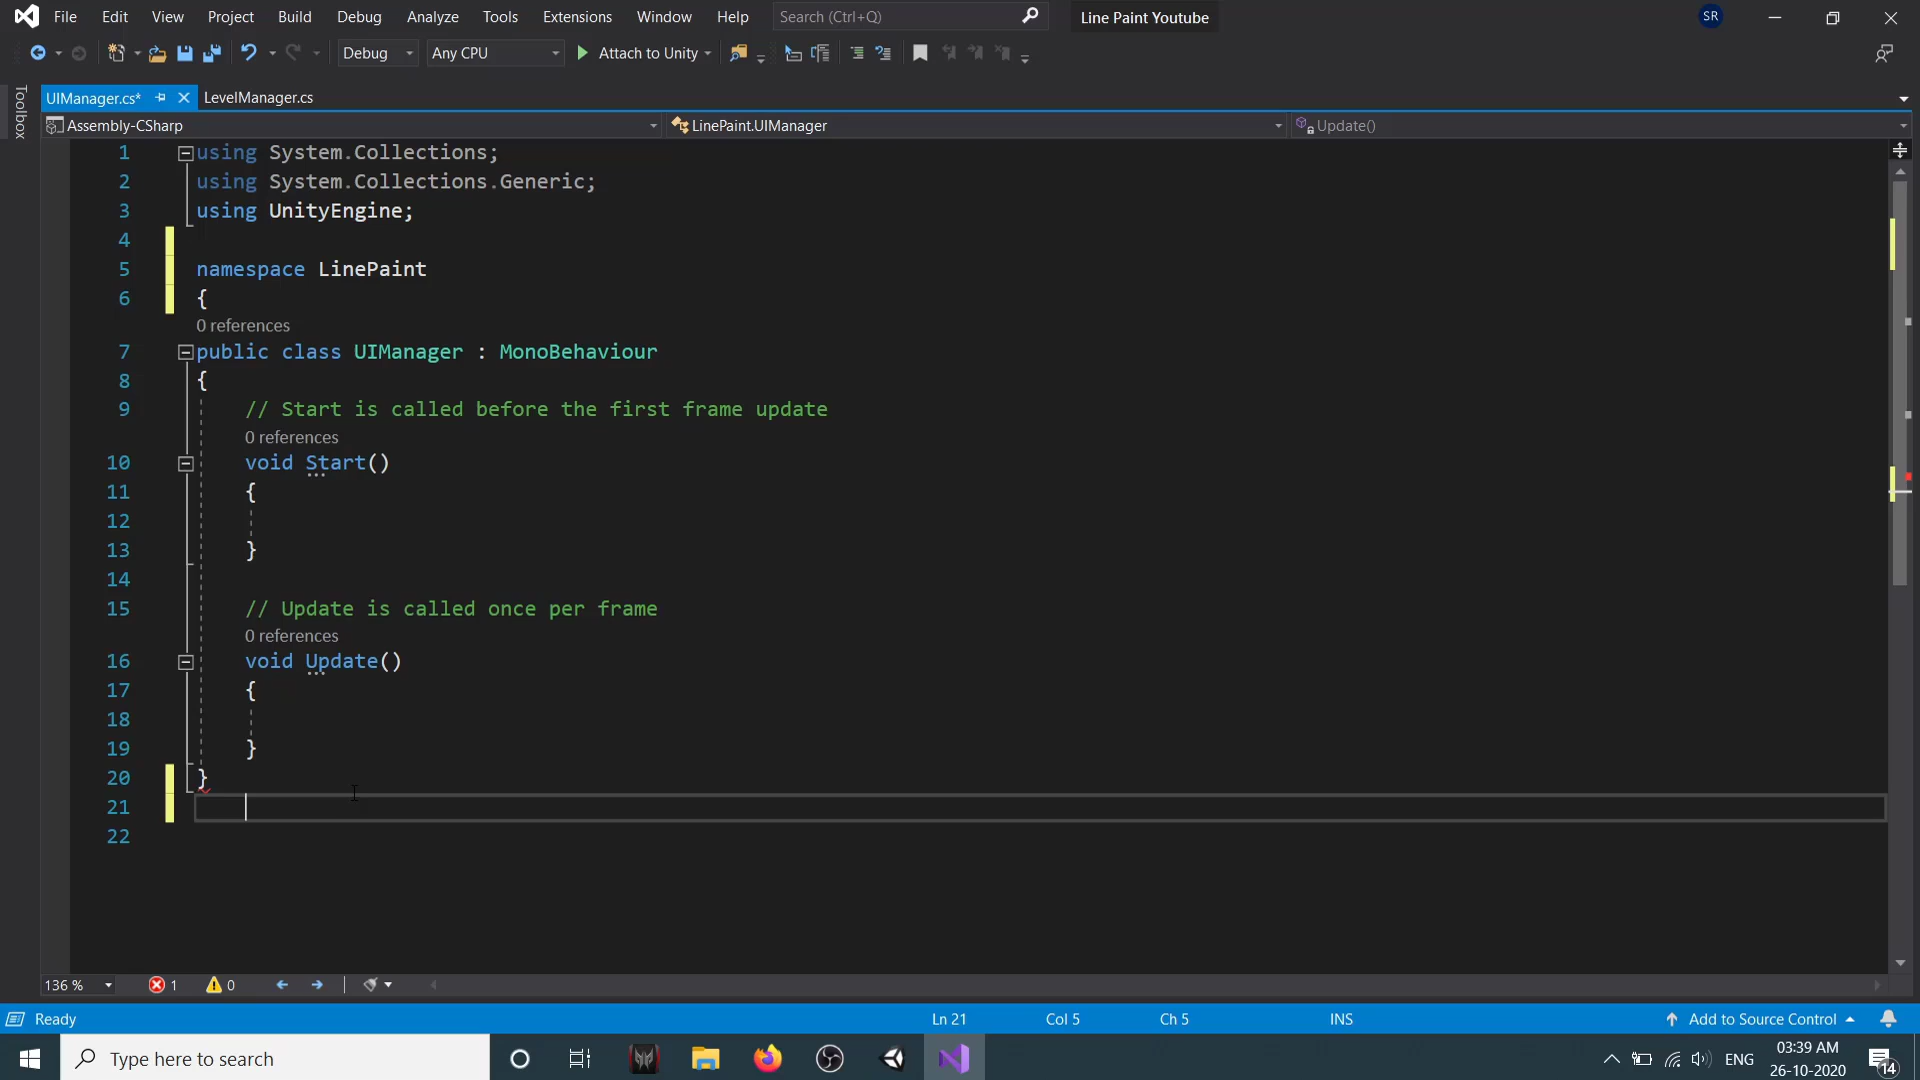 File Edit View Project Build Debug Analyze Tools Extensions Window Help Search (Ctrl+Q) Line Paint Youtube SR
Debug Any CPU Attach to Unity
Toolbox
UIManager.cs* LevelManager.cs
Assembly-CSharp LinePaint.UIManager Update()
1 using System.Collections;
2 using System.Collections.Generic;
3 using UnityEngine;
4
5 namespace LinePaint
6 {
0 references
7 public class UIManager : MonoBehaviour
8 {
9 // Start is called before the first frame update
0 references
10 void Start()
11 {
12
13 }
14
15 // Update is called once per frame
0 references
16 void Update()
17 {
18
19 }
20 }
21
22
136 % 1 0
Ready Ln 21 Col 5 Ch 5 INS Add to Source Control
Type here to search ENG 03:39 AM
26-10-2020 14